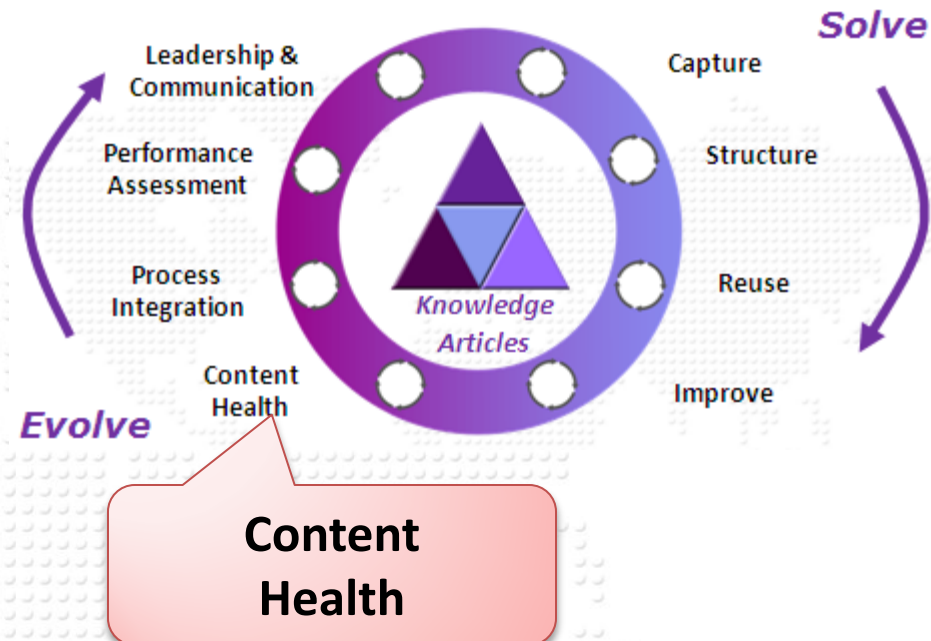 Solve
Leadership &
Communication
Capture
Performance
Assessment
Structure
Process
Integration
Reuse
Knowledge
Articles
Content
Health
Improve
Evolve
Content
Health